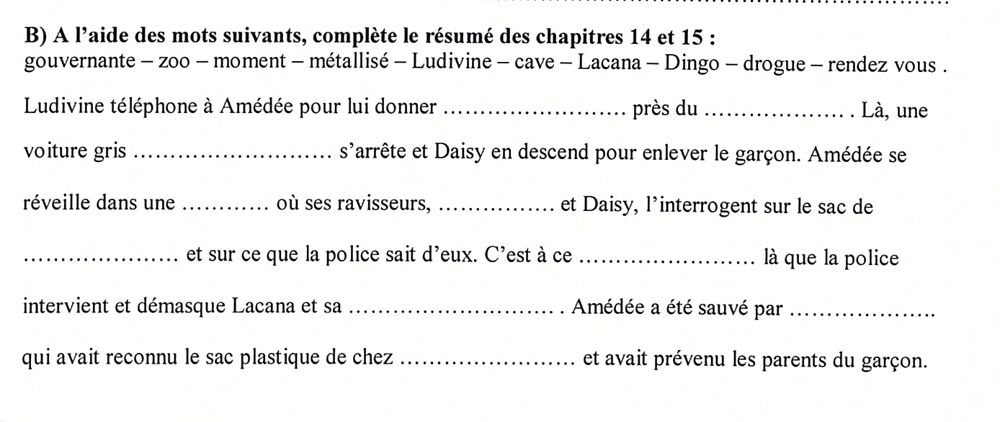 B) A l’aide des mots suivants, complète le résumé des chapitres 14 et 15 :
gouvernante – zoo – moment – métallisé – Ludivine – cave – Lacana – Dingo – drogue – rendez vous .
Ludivine téléphone à Amédée pour lui donner ......................... près du .................... . Là, une
voiture gris ........................... s’arrête et Daisy en descend pour enlever le garçon. Amédée se
réveille dans une ............ où ses ravisseurs, ................ et Daisy, l’interrogent sur le sac de
..................... et sur ce que la police sait d’eux. C’est à ce ........................ là que la police
intervient et démasque Lacana et sa ............................ . Amédée a été sauvé par ....................
qui avait reconnu le sac plastique de chez ........................ et avait prévenu les parents du garçon.